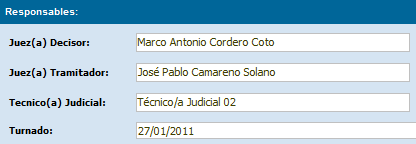 Responsables:
Juez(a) Decisor: Marco Antonio Cordero Coto
Juez(a) Tramitador: José Pablo Camareno Solano
Tecnico(a) Judicial: Técnico/a Judicial 02
Turnado: 27/01/2011